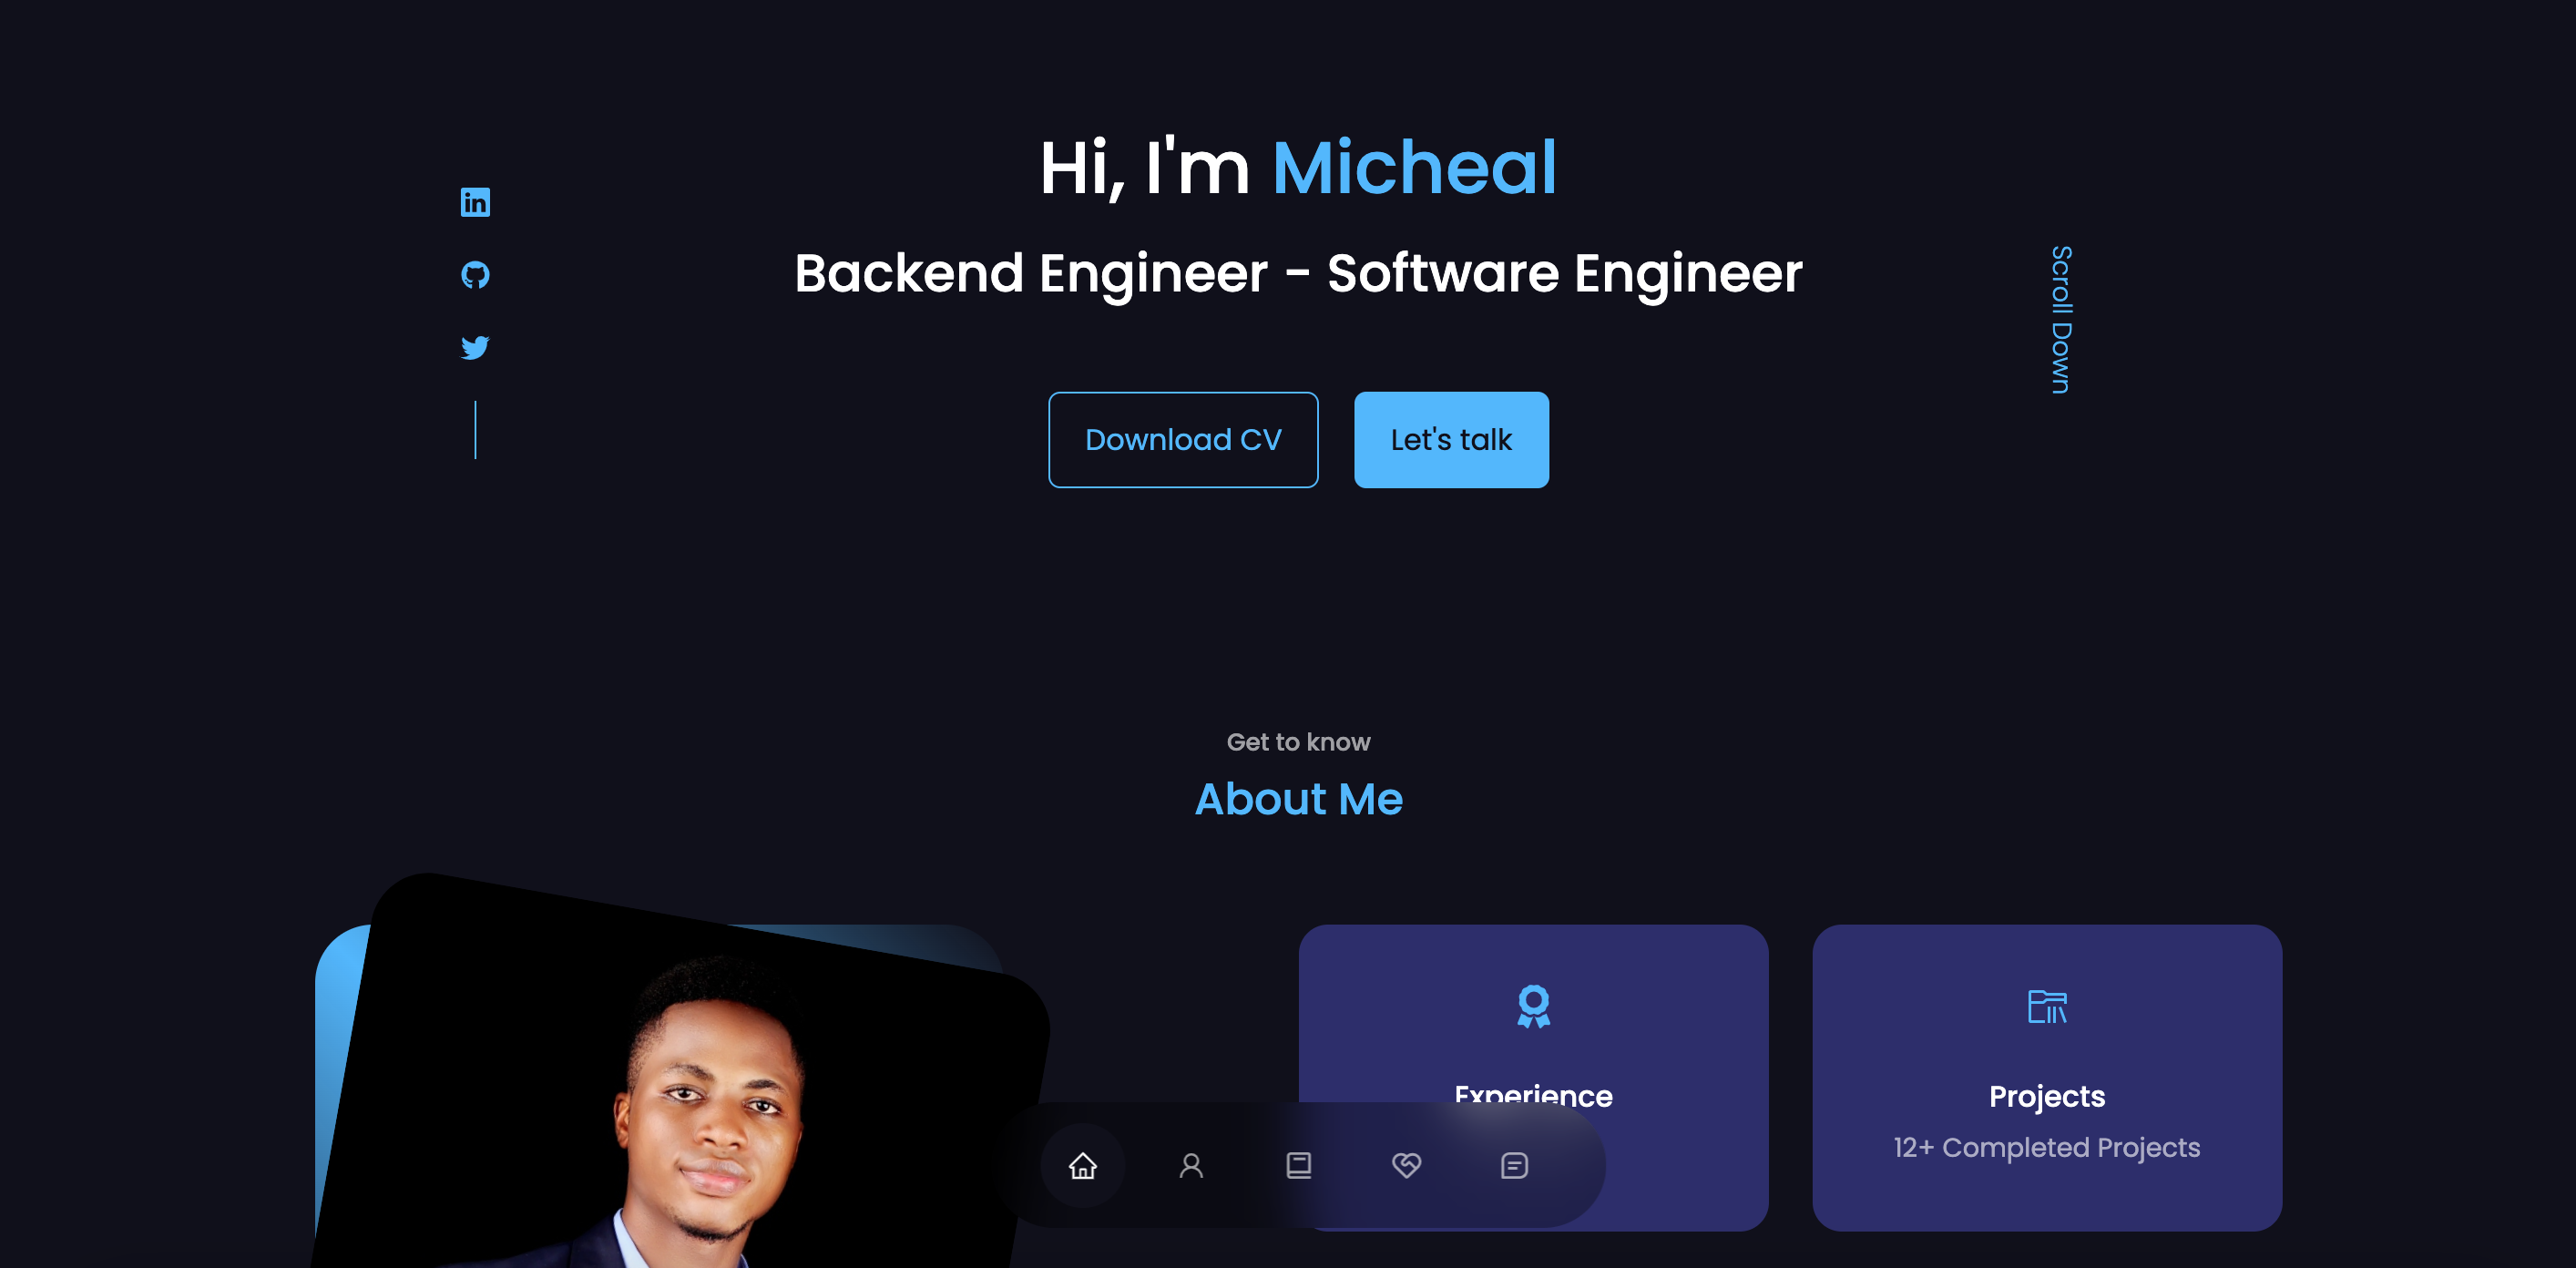 Hi, I'm Micheal
Backend Engineer - Software Engineer
Scroll Down
Download CV
Let's talk
Get to know
About Me
Experience
Projects
12+ Completed Projects